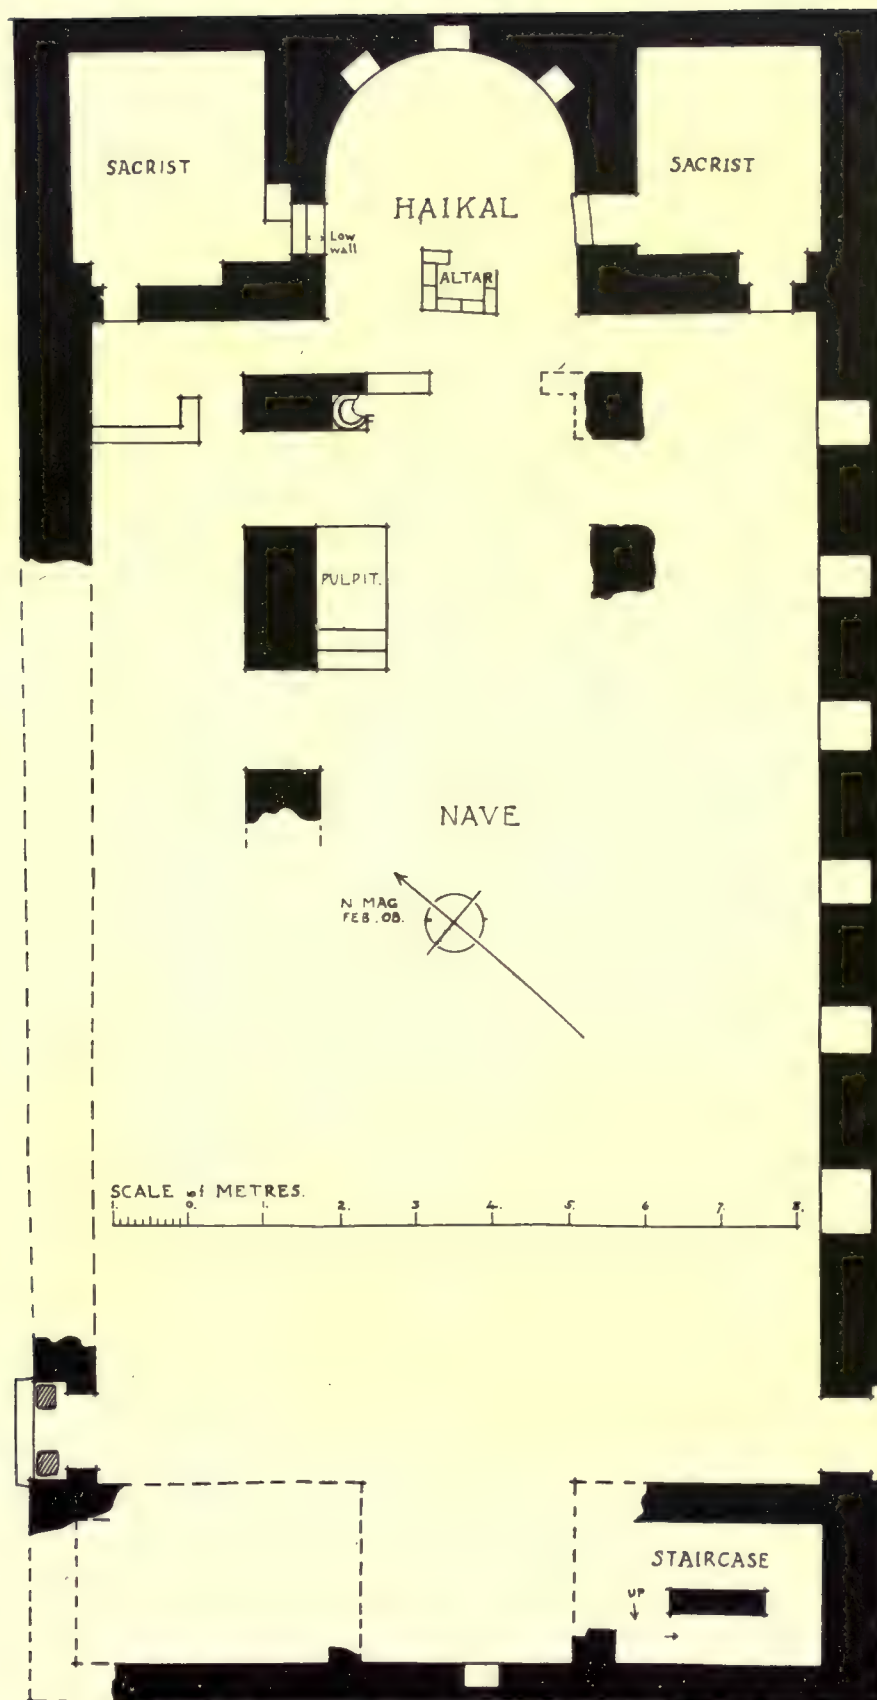 SACRIST
SACRIST
HAIKAL
Low
wall
ALTAR
F
PULPIT.
NAVE
N MAG
FEB. 08.
SCALE of METRES.
1. 0. 1. 2. 3 4. 5. 6. 7. 8.
STAIRCASE
UP